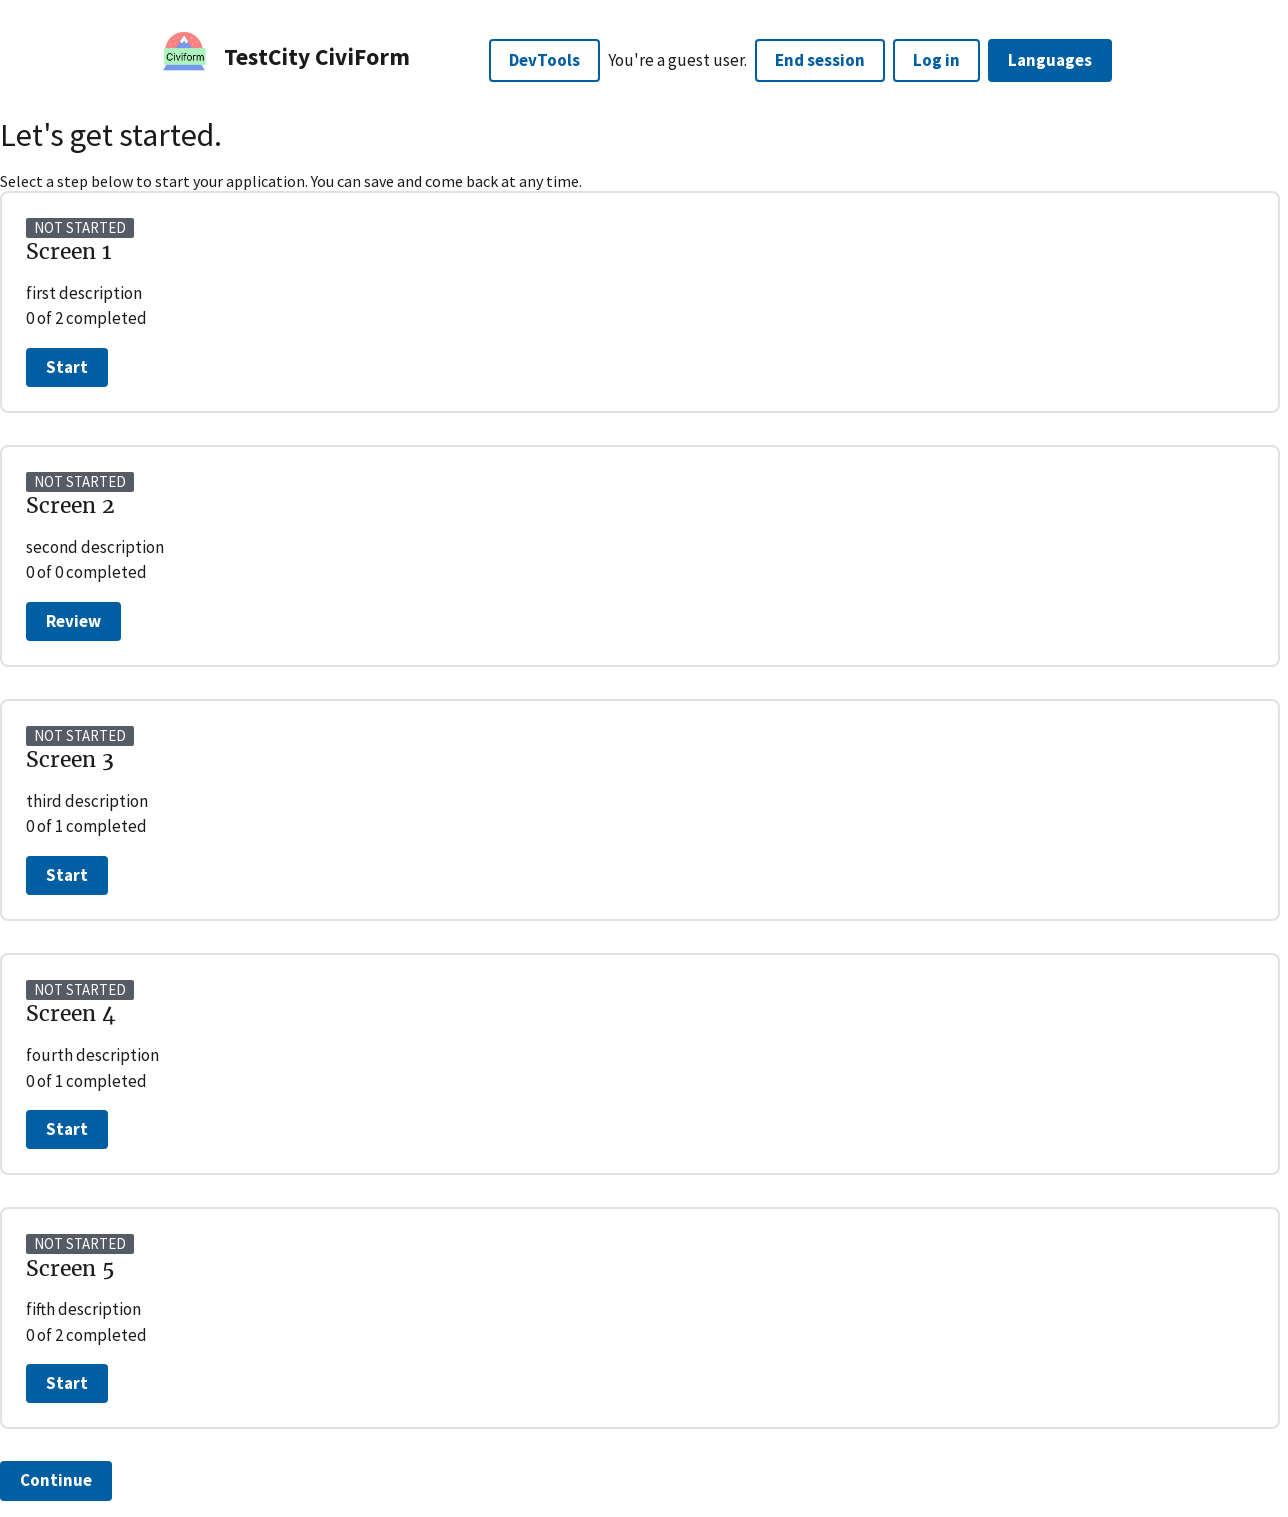 Civiform
TestCity CiviForm
DevTools You're a guest user. End session Log in Languages
Let's get started.
Select a step below to start your application. You can save and come back at any time.
NOT STARTED
Screen 1
first description
0 of 2 completed
Start
NOT STARTED
Screen 2
second description
0 of 0 completed
Review
NOT STARTED
Screen 3
third description
0 of 1 completed
Start
NOT STARTED
Screen 4
fourth description
0 of 1 completed
Start
NOT STARTED
Screen 5
fifth description
0 of 2 completed
Start
Continue